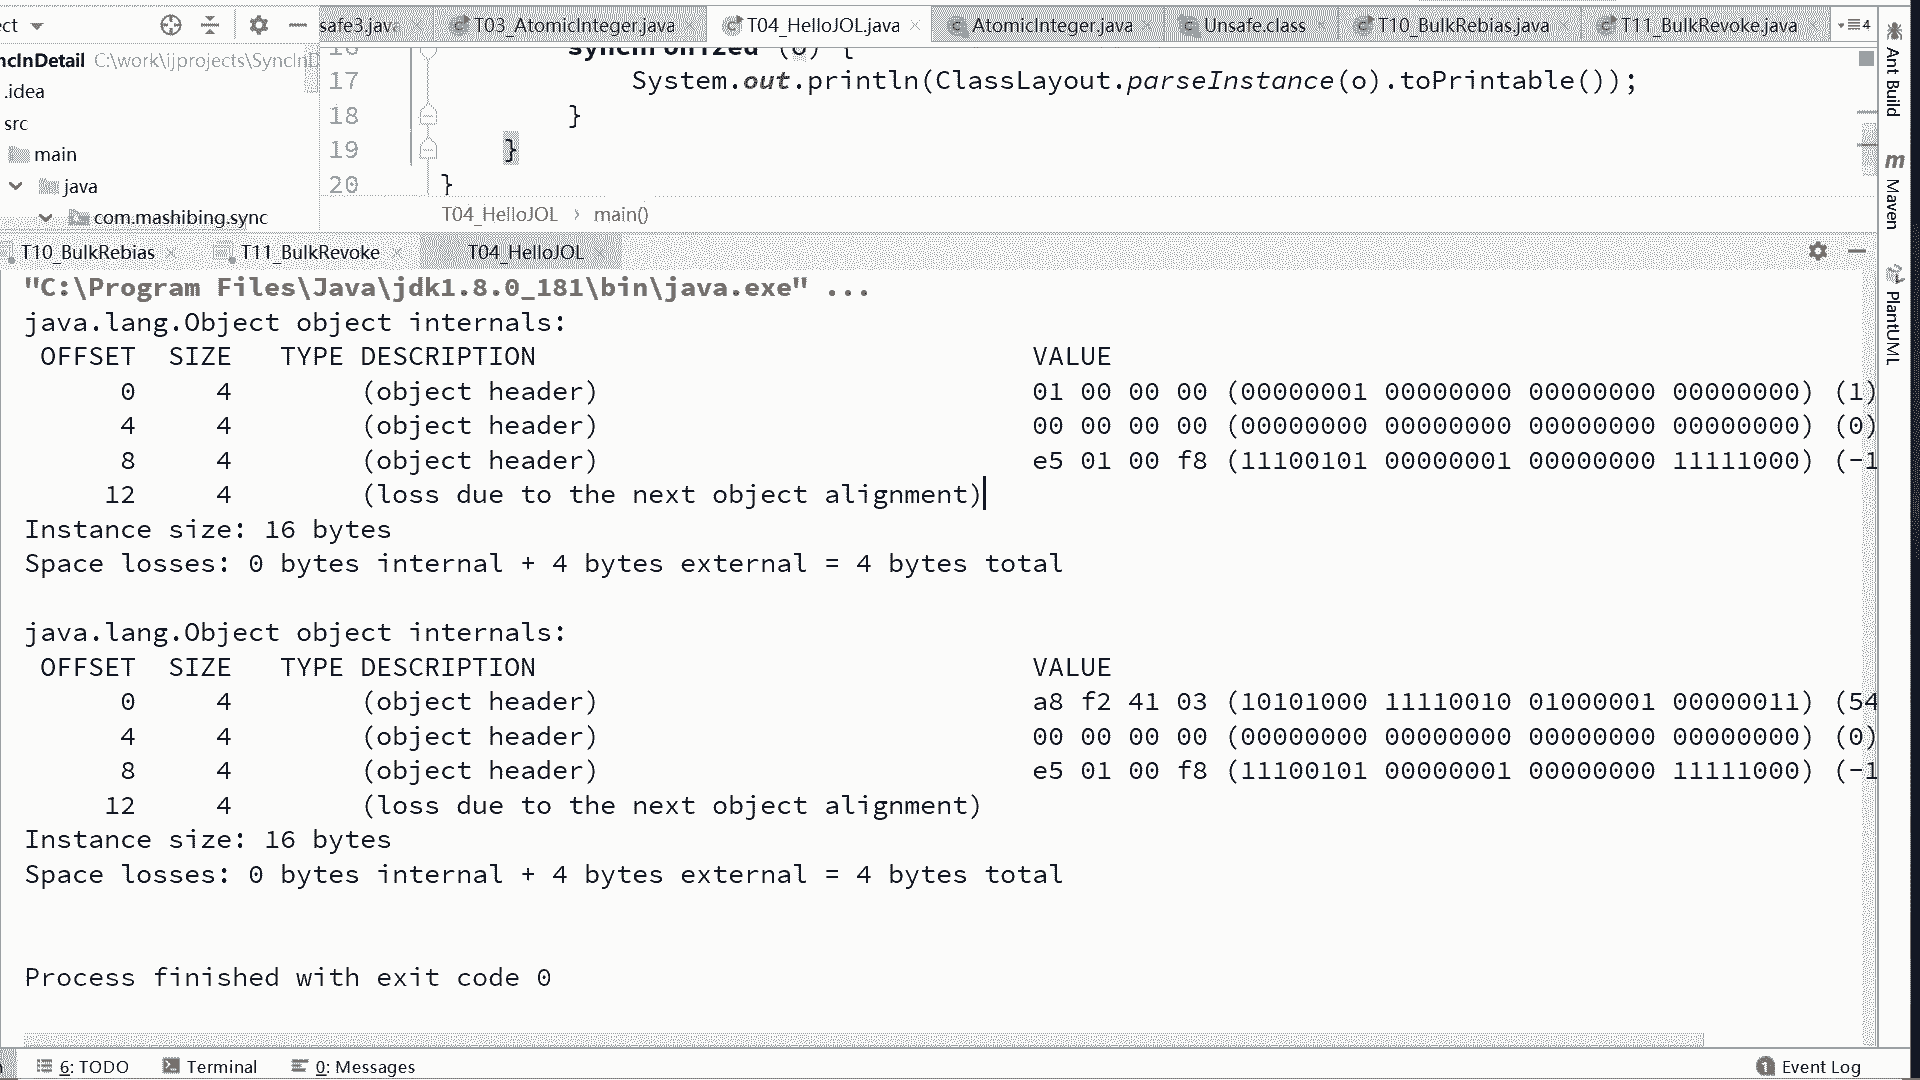 ect
safe3.java
T03_AtomicInteger.java
T04_HelloJOL.java
AtomicInteger.java
Unsafe.class
T10_BulkRebias.java
T11_BulkRevoke.java
4
ncInDetail C:\work\ijprojects\SyncInD
.idea
src
main
java
com.mashibing.sync
16 synchronized (o) {
17 System.out.println(ClassLayout.parseInstance(o).toPrintable());
18 }
19 }
20 }
T04_HelloJOL › main()
Ant Build
m Maven
PlantUML
T10_BulkRebias T11_BulkRevoke T04_HelloJOL
"C:\Program Files\Java\jdk1.8.0_181\bin\java.exe" ...
java.lang.Object object internals:
OFFSET SIZE TYPE DESCRIPTION VALUE
0 4 (object header) 01 00 00 00 (00000001 00000000 00000000 00000000) (1)
4 4 (object header) 00 00 00 00 (00000000 00000000 00000000 00000000) (0)
8 4 (object header) e5 01 00 f8 (11100101 00000001 00000000 11111000) (-1
12 4 (loss due to the next object alignment)
Instance size: 16 bytes
Space losses: 0 bytes internal + 4 bytes external = 4 bytes total
java.lang.Object object internals:
OFFSET SIZE TYPE DESCRIPTION VALUE
0 4 (object header) a8 f2 41 03 (10101000 11110010 01000001 00000011) (54
4 4 (object header) 00 00 00 00 (00000000 00000000 00000000 00000000) (0)
8 4 (object header) e5 01 00 f8 (11100101 00000001 00000000 11111000) (-1
12 4 (loss due to the next object alignment)
Instance size: 16 bytes
Space losses: 0 bytes internal + 4 bytes external = 4 bytes total
Process finished with exit code 0
6: TODO Terminal 0: Messages 1 Event Log